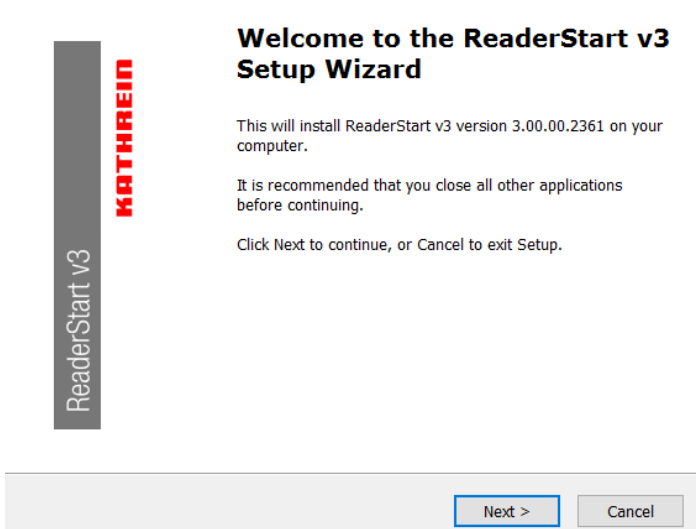 Welcome to the ReaderStart v3
Setup Wizard
This will install ReaderStart v3 version 3.00.00.2361 on your
computer.
It is recommended that you close all other applications
before continuing.
Click Next to continue, or Cancel to exit Setup.
ReaderStart v3
KATHREIN
Next >
Cancel